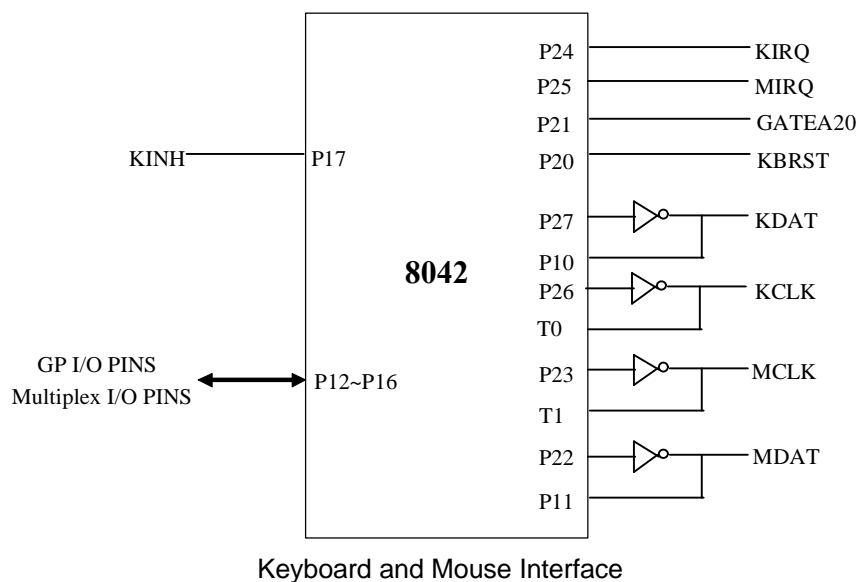 P24 KIRQ
P25 MIRQ
P21 GATEA20
KINH P17 P20 KBRST
P27 KDAT
8042 P10
P26 KCLK
T0
GP I/O PINS
P12~P16 P23 MCLK
Multiplex I/O PINS
T1
P22 MDAT
P11
Keyboard and Mouse Interface